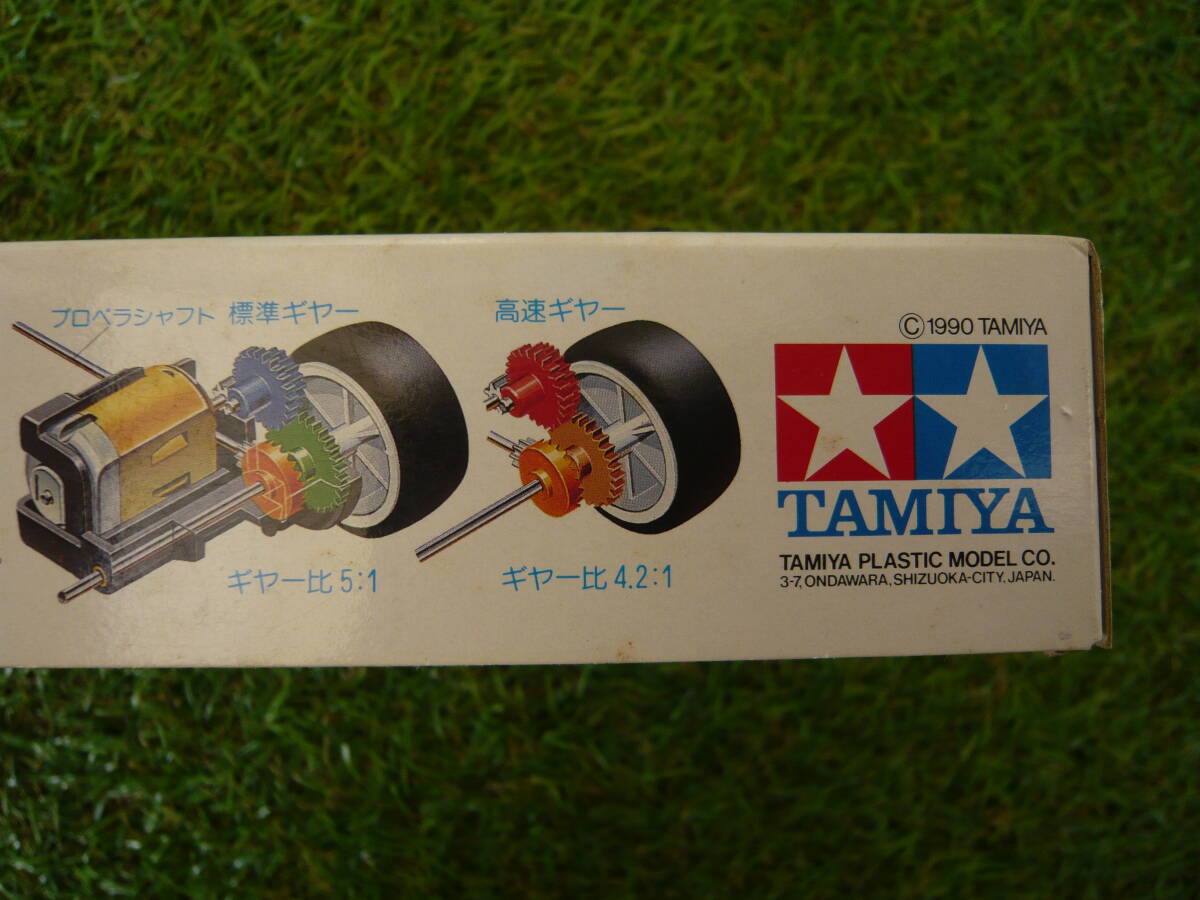 プロペラシャフト 標準ギヤー
ギヤー比 5:1
高速ギヤー
ギヤー比 4.2:1
©1990 TAMIYA
TAMIYA
TAMIYA PLASTIC MODEL CO.
3-7, ONDAWARA, SHIZUOKA-CITY, JAPAN.